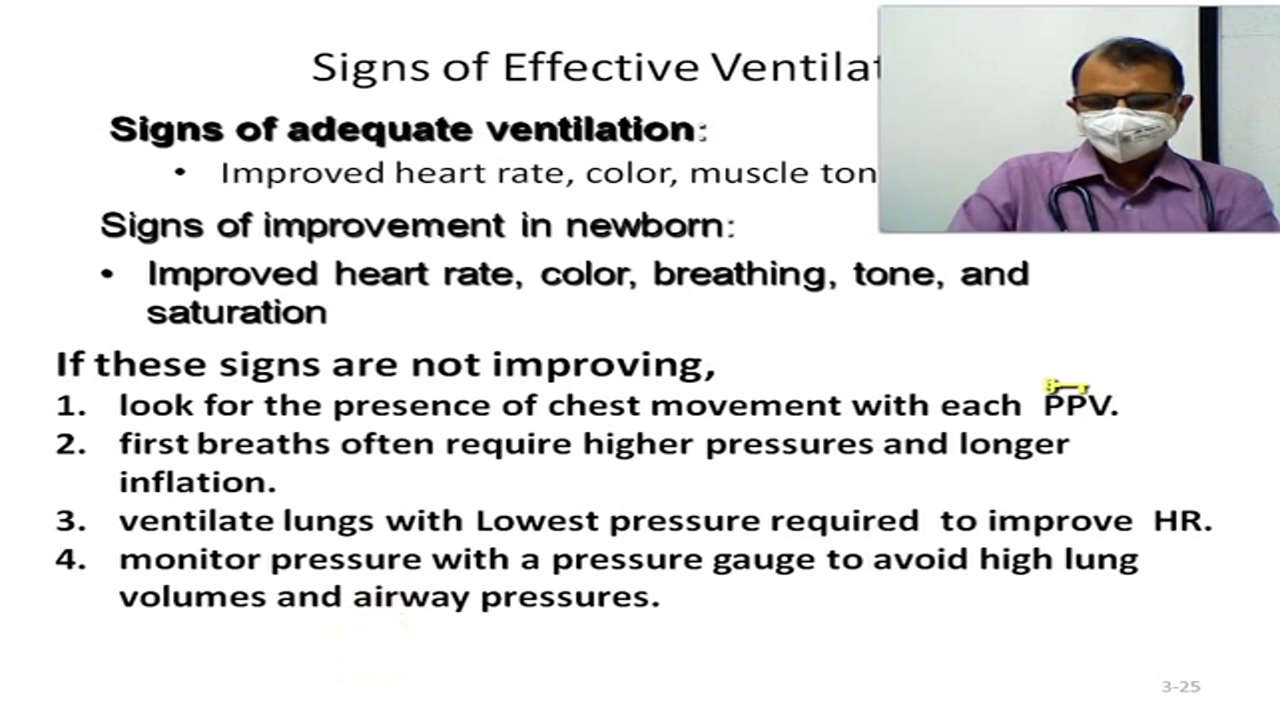 Signs of Effective Ventilat
Signs of adequate ventilation:
• Improved heart rate, color, muscle ton
Signs of improvement in newborn:
• Improved heart rate, color, breathing, tone, and
saturation
If these signs are not improving,
1. look for the presence of chest movement with each PPV.
2. first breaths often require higher pressures and longer
inflation.
3. ventilate lungs with Lowest pressure required to improve HR.
4. monitor pressure with a pressure gauge to avoid high lung
volumes and airway pressures.
3-25